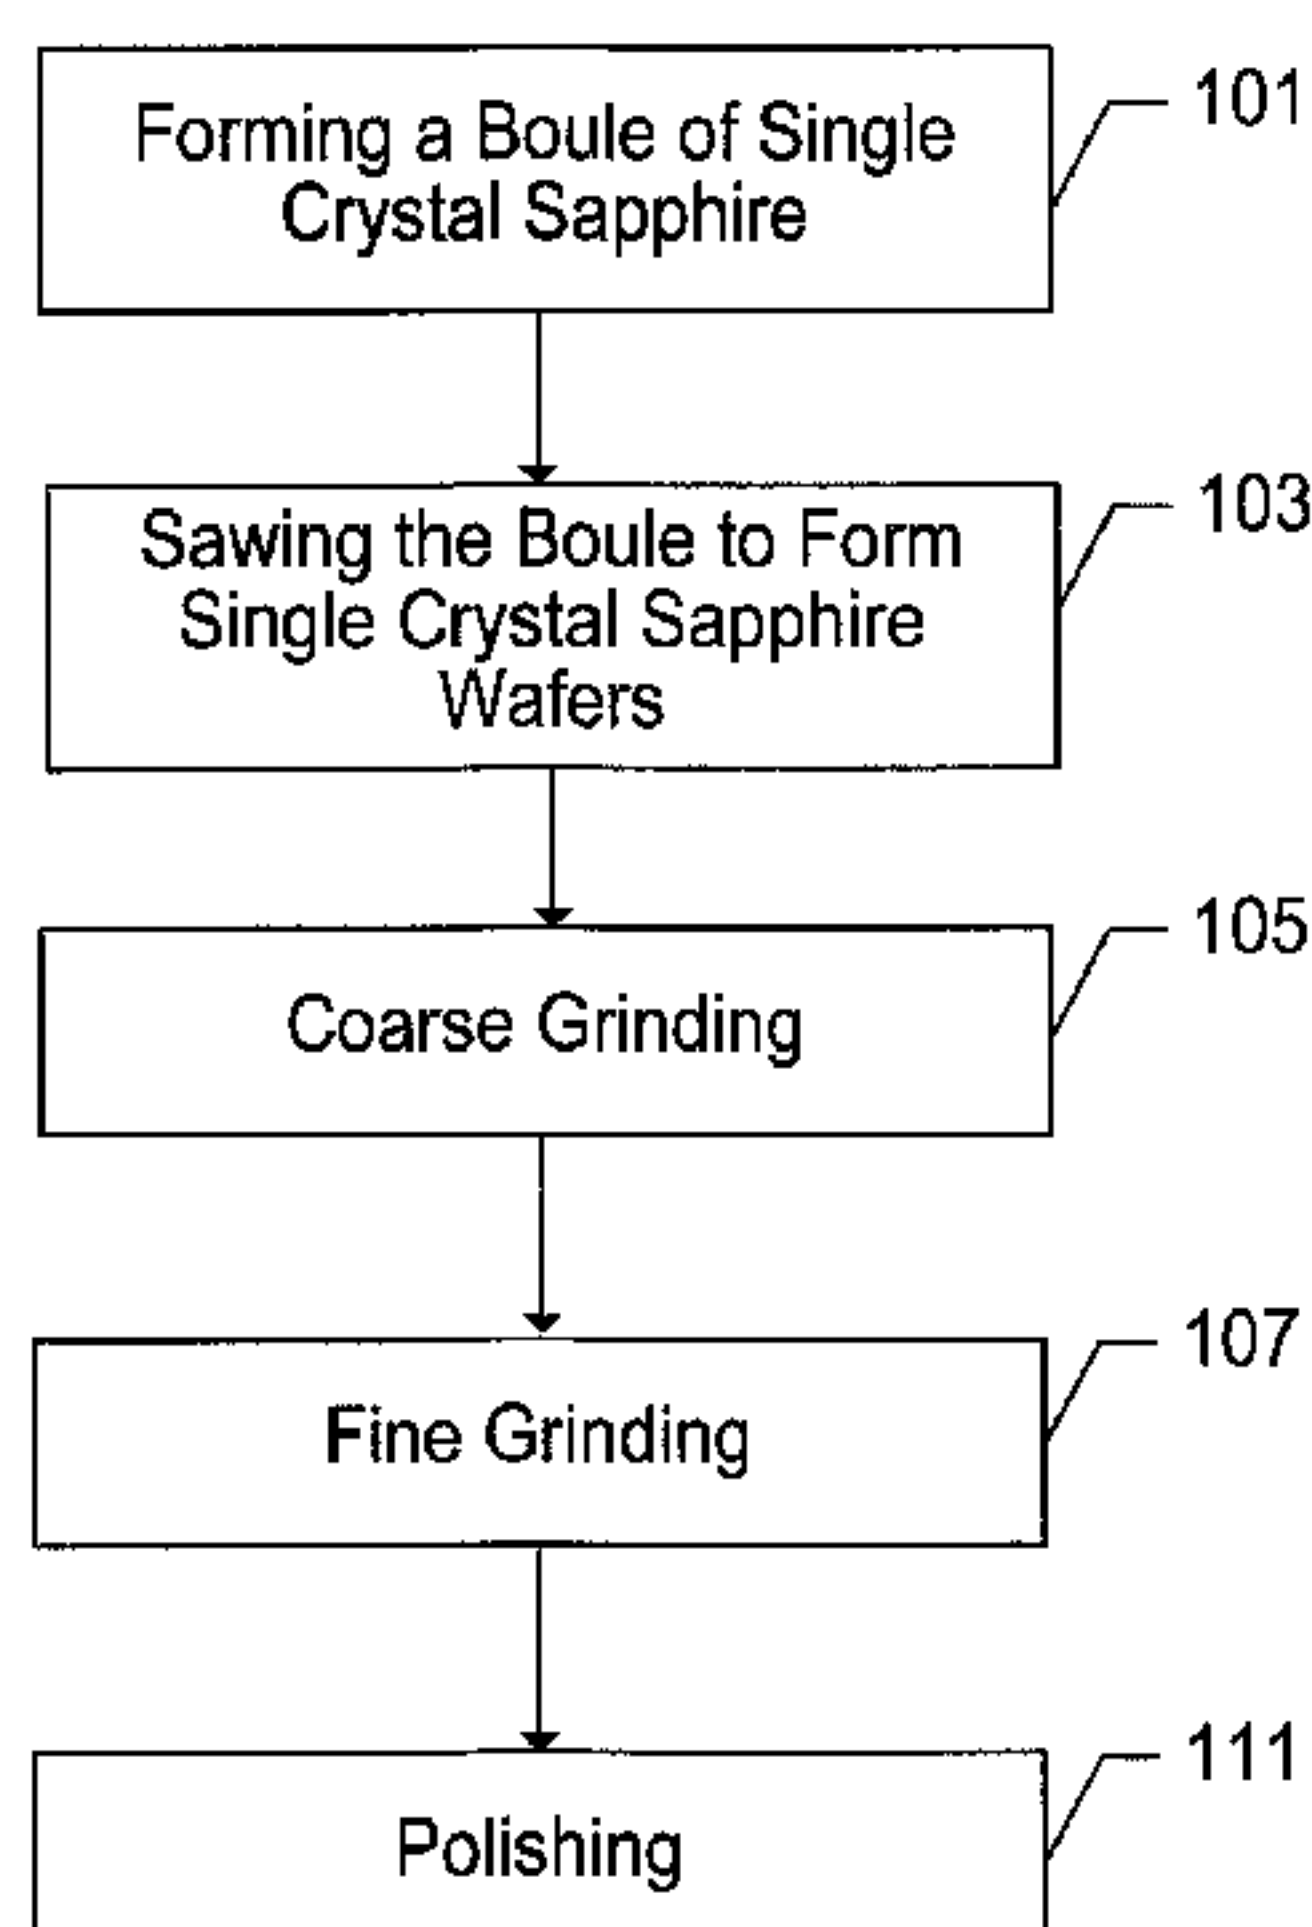 Forming a Boule of Single
Crystal Sapphire
101
Sawing the Boule to Form
Single Crystal Sapphire
Wafers
103
Coarse Grinding
105
Fine Grinding
107
Polishing
111